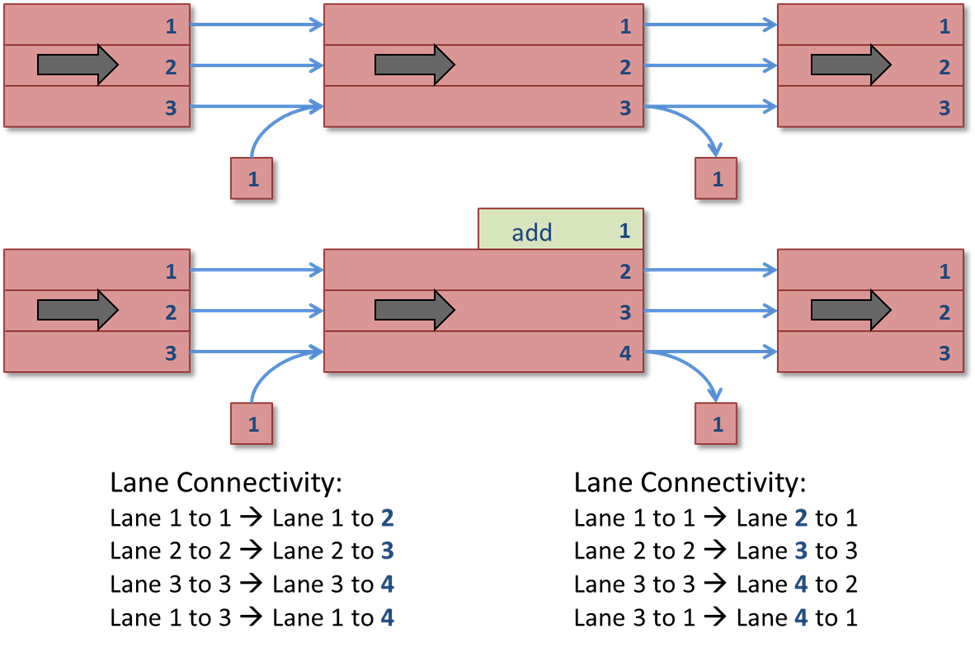 1 1 1
2 2 2
3 3 3
1 1
add 1
1 2 1
2 3 2
3 4 3
1 1
Lane Connectivity: Lane Connectivity:
Lane 1 to 1 → Lane 1 to 2 Lane 1 to 1 → Lane 2 to 1
Lane 2 to 2 → Lane 2 to 3 Lane 2 to 2 → Lane 3 to 3
Lane 3 to 3 → Lane 3 to 4 Lane 3 to 3 → Lane 4 to 2
Lane 1 to 3 → Lane 1 to 4 Lane 3 to 1 → Lane 4 to 1